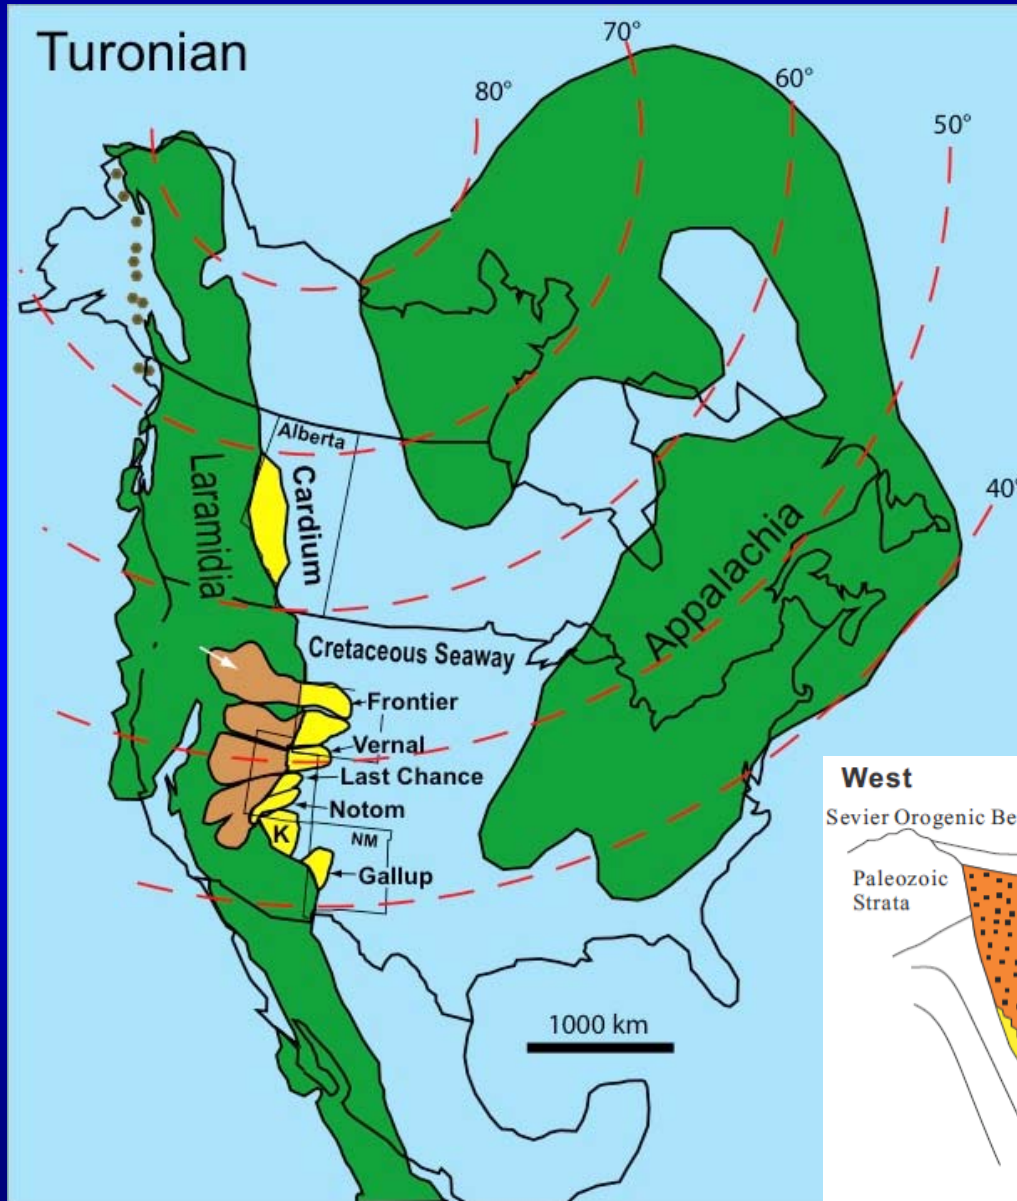 Turonian
70°
60°
80°
50°
40°
Alberta
Laramidia
Cardium
Appalachia
Cretaceous Seaway
Frontier
Vernal
Last Chance
Notom
K
NM
Gallup
1000 km
West
Sevier Orogenic Be
Paleozoic
Strata